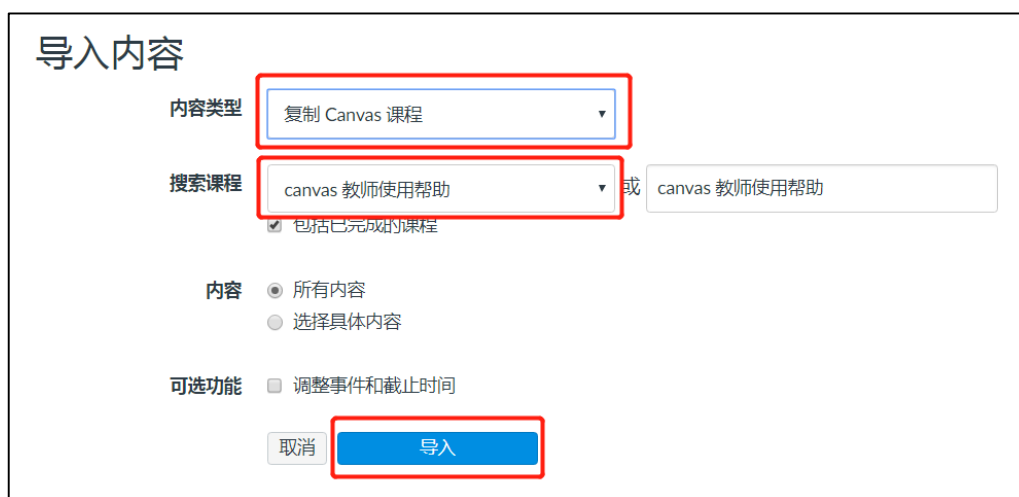 导入内容
内容类型 复制 Canvas 课程
搜索课程 canvas 教师使用帮助 或 canvas 教师使用帮助
包括已完成的课程
内容 所有内容
选择具体内容
可选功能 调整事件和截止时间
取消 导入